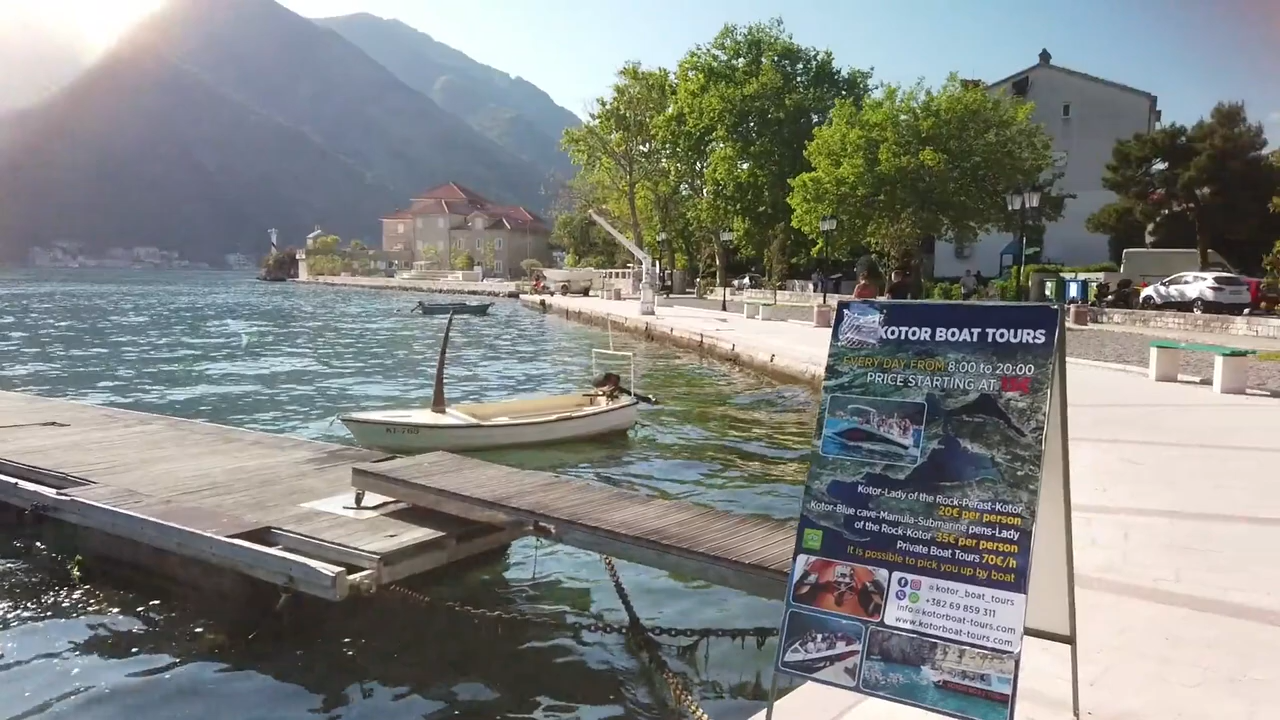 KOTOR BOAT TOURS
EVERY DAY FROM 8:00 to 20:00
PRICE STARTING AT 15€
Kotor-Lady of the Rock-Perast-Kotor
20€ per person
Kotor-Blue cave-Mamula-Submarine pens-Lady
of the Rock-Kotor 35€ per person
Private Boat Tours 70€/h
It is possible to pick you up by boat
@kotor_boat_tours
+382 69 859 311
info@kotorboat-tours.com
www.kotorboat-tours.com
KT-769